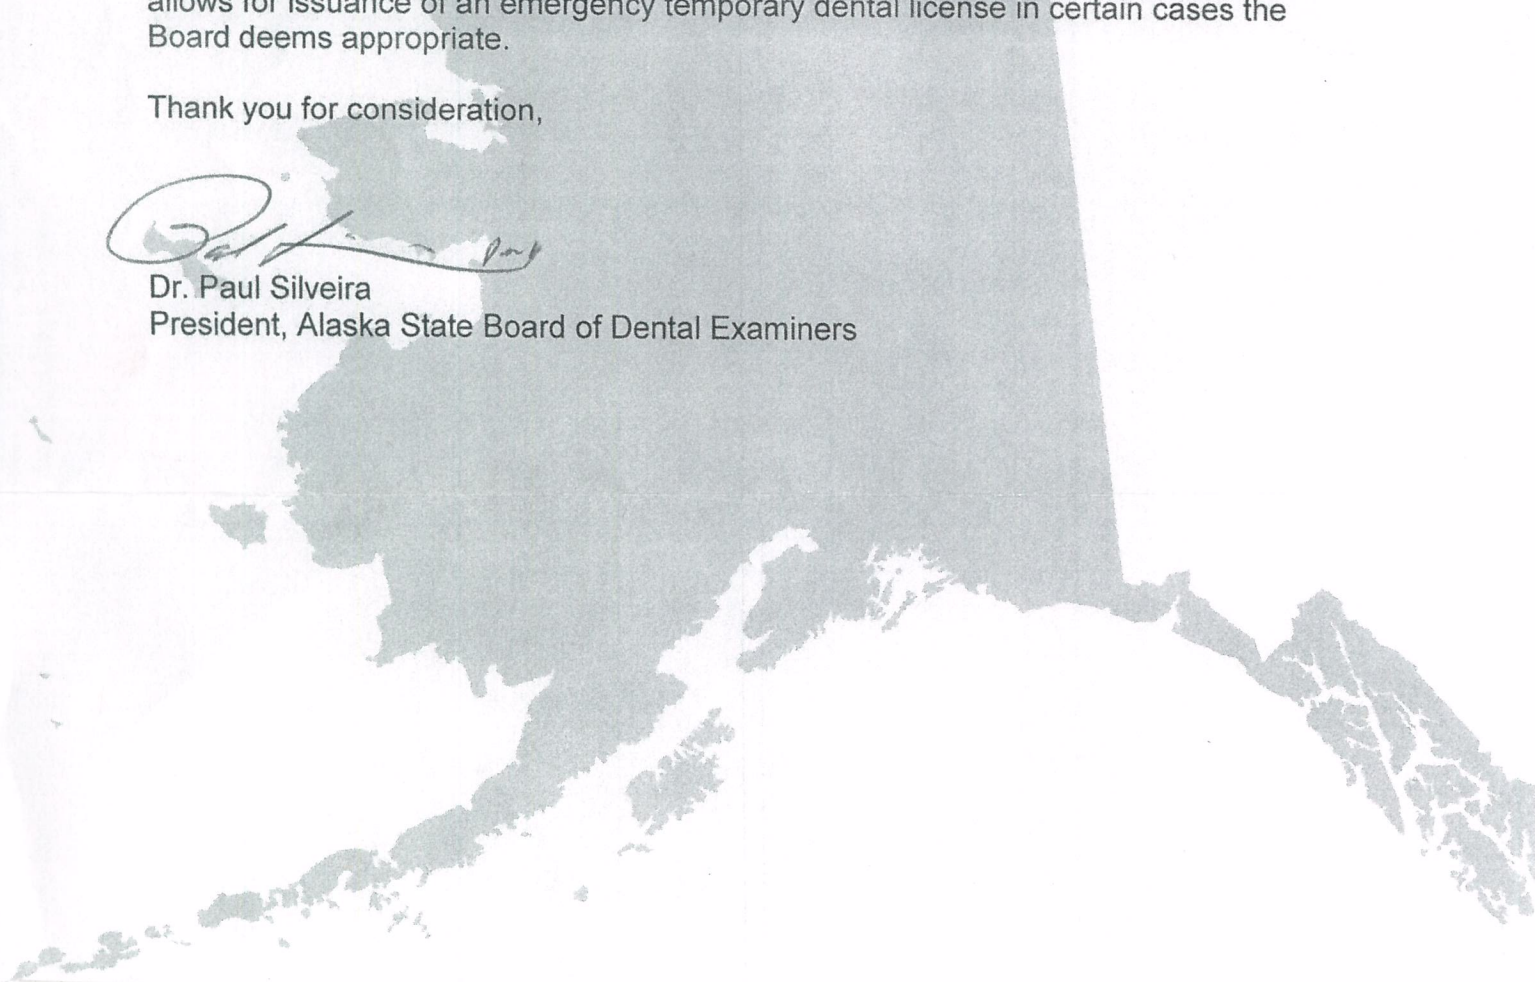 allows for issuance of an emergency temporary dental license in certain cases the
Board deems appropriate.
Thank you for consideration,
Dr. Paul Silveira
President, Alaska State Board of Dental Examiners